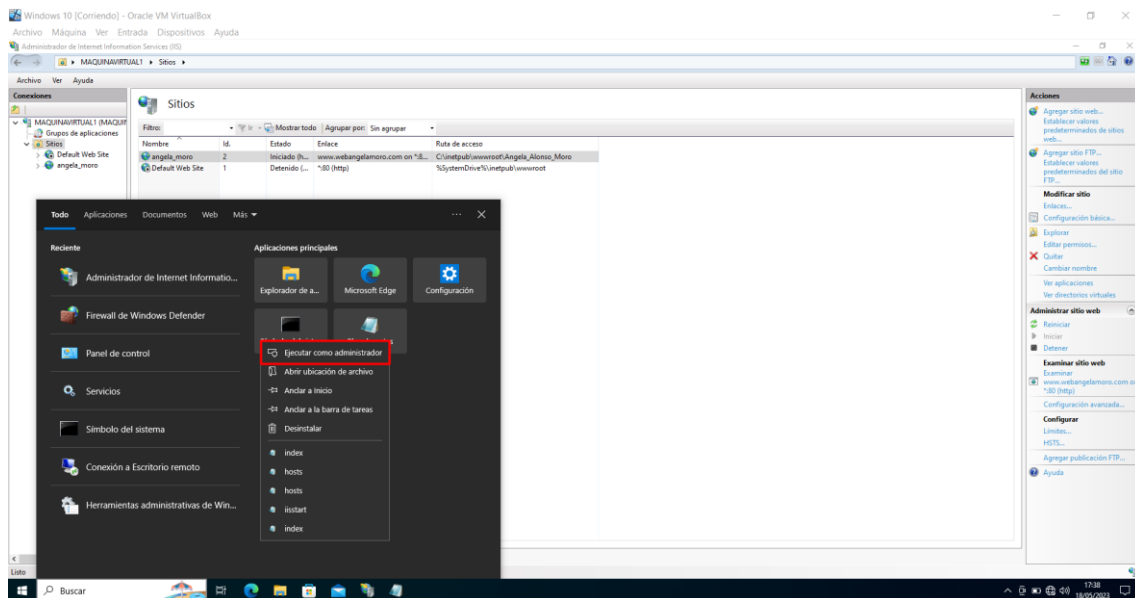 Windows 10 [Corriendo] - Oracle VM VirtualBox
Archivo Máquina Ver Entrada Dispositivos Ayuda
Administrador de Internet Information Services (IIS)
MAQUINAVIRTUAL1 Sitios
Archivo Ver Ayuda
Conexiones
MAQUINAVIRTUAL1 (MAQUIN
Grupos de aplicaciones
Sitios
Default Web Site
angela_moro
Sitios
Filtro: Ir Mostrar todo Agrupar por: Sin agrupar
Nombre Id. Estado Enlace Ruta de acceso
angela_moro 2 Iniciado (h... www.webangelamoro.com on *:8... C:\inetpub\wwwroot\Angela_Alonso_Moro
Default Web Site 1 Detenido (... *:80 (http) %SystemDrive%\inetpub\wwwroot
Todo Aplicaciones Documentos Web Más
Reciente
Administrador de Internet Informatio...
Firewall de Windows Defender
Panel de control
Servicios
Símbolo del sistema
Conexión a Escritorio remoto
Herramientas administrativas de Win...
Aplicaciones principales
Explorador de a...
Microsoft Edge
Configuración
Ejecutar como administrador
Abrir ubicación de archivo
Anclar a Inicio
Anclar a la barra de tareas
Desinstalar
index
hosts
hosts
iisstart
index
Acciones
Agregar sitio web...
Establecer valores
predeterminados de sitios
web...
Agregar sitio FTP...
Establecer valores
predeterminados del sitio
FTP...
Modificar sitio
Enlaces...
Configuración básica...
Explorar
Editar permisos...
Quitar
Cambiar nombre
Ver aplicaciones
Ver directorios virtuales
Administrar sitio web
Reiniciar
Iniciar
Detener
Examinar sitio web
Examinar
www.webangelamoro.com o
*:80 (http)
Configuración avanzada...
Configurar
Límites...
HSTS...
Agregar publicación FTP...
Ayuda
Listo
Buscar
17:38
18/05/2023